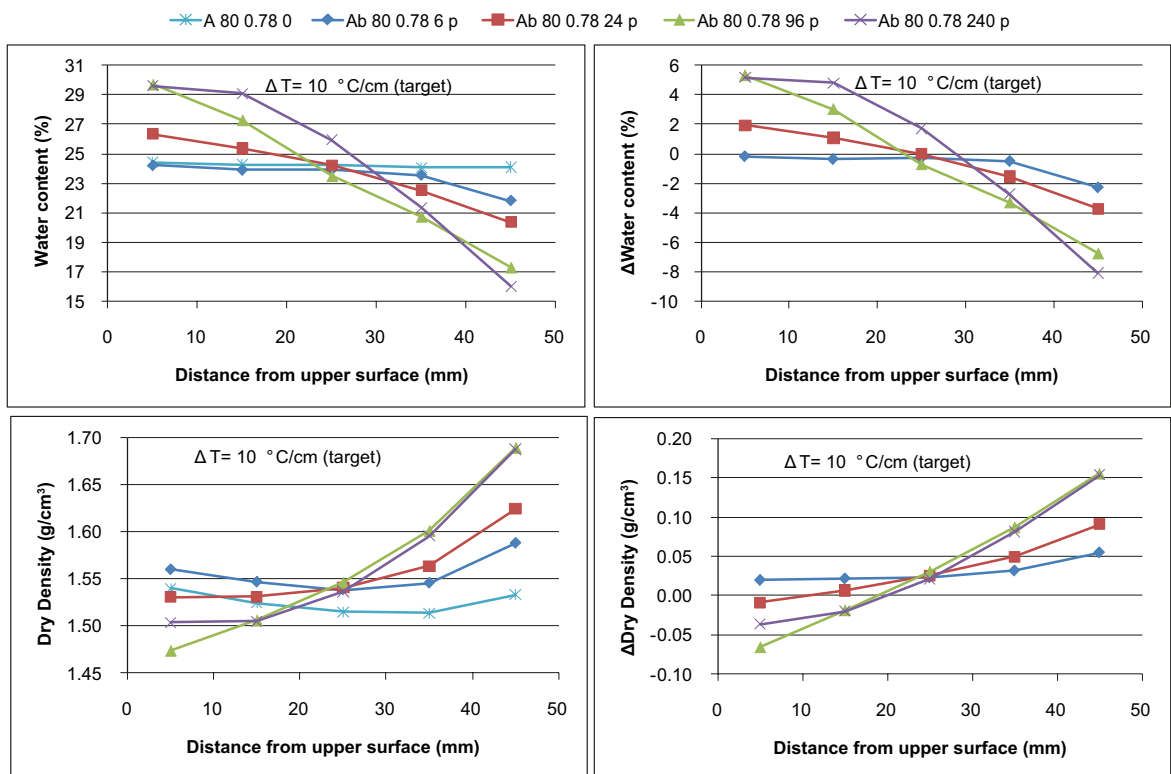 A 80 0.78 0 Ab 80 0.78 6 p Ab 80 0.78 24 p Ab 80 0.78 96 p Ab 80 0.78 240 p
Δ T= 10 °C/cm (target)
Water content (%)
31
29
27
25
23
21
19
17
15
0 10 20 30 40 50
Distance from upper surface (mm)
Δ T= 10 °C/cm (target)
ΔWater content (%)
6
4
2
0
-2
-4
-6
-8
-10
0 10 20 30 40 50
Distance from upper surface (mm)
Δ T= 10 °C/cm (target)
Dry Density (g/cm³)
1.70
1.65
1.60
1.55
1.50
1.45
0 10 20 30 40 50
Distance from upper surface (mm)
Δ T= 10 °C/cm (target)
ΔDry Density (g/cm³)
0.20
0.15
0.10
0.05
0.00
-0.05
-0.10
0 10 20 30 40 50
Distance from upper surface (mm)